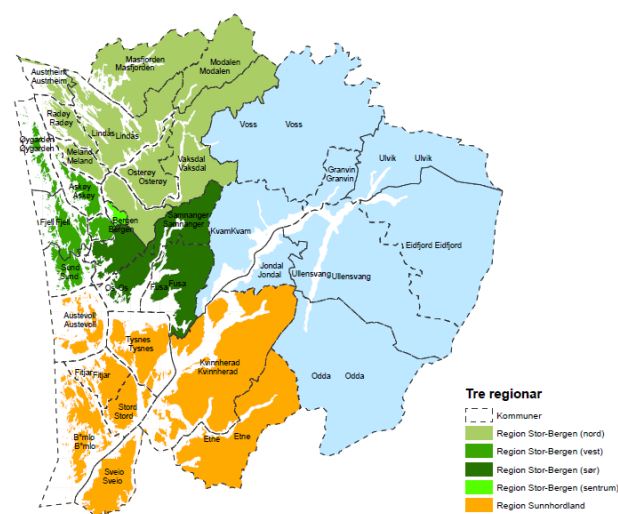 Masfjorden
Masfjorden
Modalen
Modalen
Austrheim
Austrheim
Radøy
Radøy
Lindås
Lindås
Voss Voss
Øygarden
Øygarden
Meland
Meland
Vaksdal
Vaksdal
Osterøy
Osterøy
Granvin
Granvin
Ulvik Ulvik
Askøy
Askøy
Fjell Fjell
Bergen
Bergen
Samnanger
Samnanger
Kvam Kvam
Eidfjord Eidfjord
Sund
Sund
Os Os
Fusa
Fusa
Jondal
Jondal
Ullensvang
Ullensvang
Austevoll
Austevoll
Tysnes
Tysnes
Kvinnherad
Kvinnherad
Fitjar
Fitjar
Odda Odda
Stord
Stord
B*mlo
B*mlo
Etne
Etne
Sveio
Sveio
Tre regionar
Kommuner
Region Stor-Bergen (nord)
Region Stor-Bergen (vest)
Region Stor-Bergen (sør)
Region Stor-Bergen (sentrum)
Region Sunnhordland